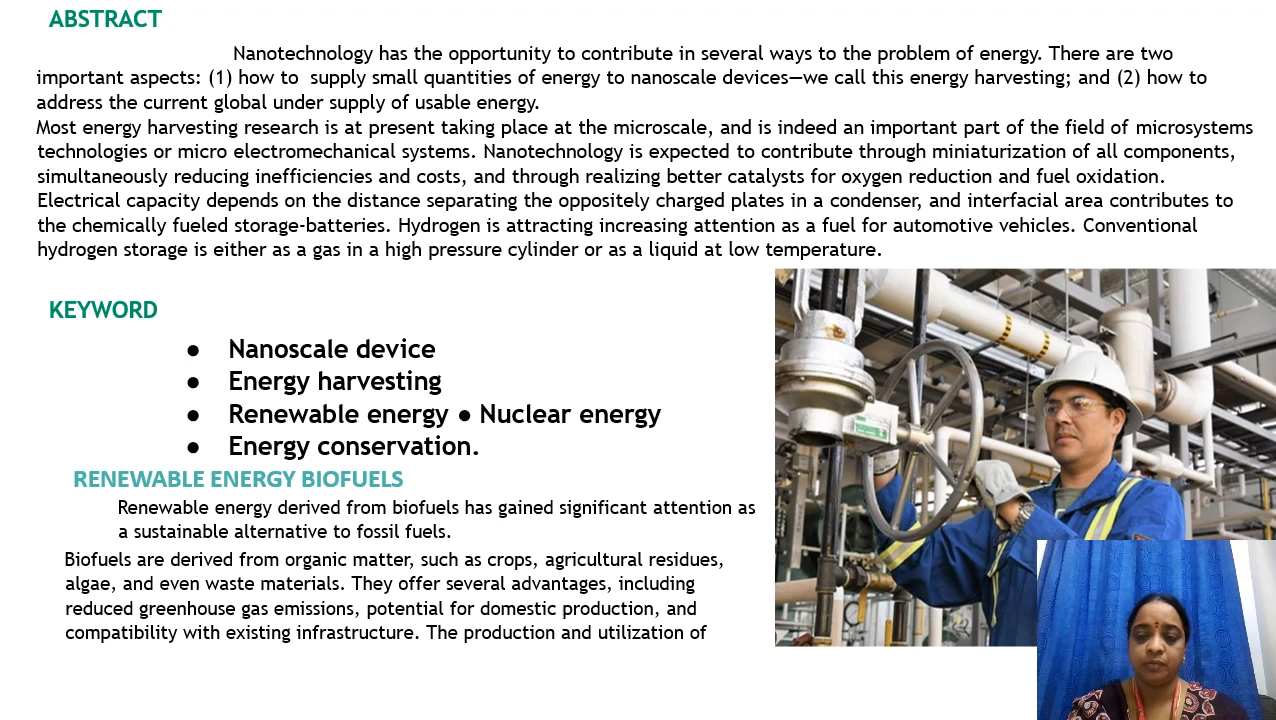 ABSTRACT
Nanotechnology has the opportunity to contribute in several ways to the problem of energy. There are two
important aspects: (1) how to supply small quantities of energy to nanoscale devices—we call this energy harvesting; and (2) how to
address the current global under supply of usable energy.
Most energy harvesting research is at present taking place at the microscale, and is indeed an important part of the field of microsystems
technologies or micro electromechanical systems. Nanotechnology is expected to contribute through miniaturization of all components,
simultaneously reducing inefficiencies and costs, and through realizing better catalysts for oxygen reduction and fuel oxidation.
Electrical capacity depends on the distance separating the oppositely charged plates in a condenser, and interfacial area contributes to
the chemically fueled storage-batteries. Hydrogen is attracting increasing attention as a fuel for automotive vehicles. Conventional
hydrogen storage is either as a gas in a high pressure cylinder or as a liquid at low temperature.
KEYWORD
● Nanoscale device
● Energy harvesting
● Renewable energy ● Nuclear energy
● Energy conservation.
RENEWABLE ENERGY BIOFUELS
Renewable energy derived from biofuels has gained significant attention as
a sustainable alternative to fossil fuels.
Biofuels are derived from organic matter, such as crops, agricultural residues,
algae, and even waste materials. They offer several advantages, including
reduced greenhouse gas emissions, potential for domestic production, and
compatibility with existing infrastructure. The production and utilization of